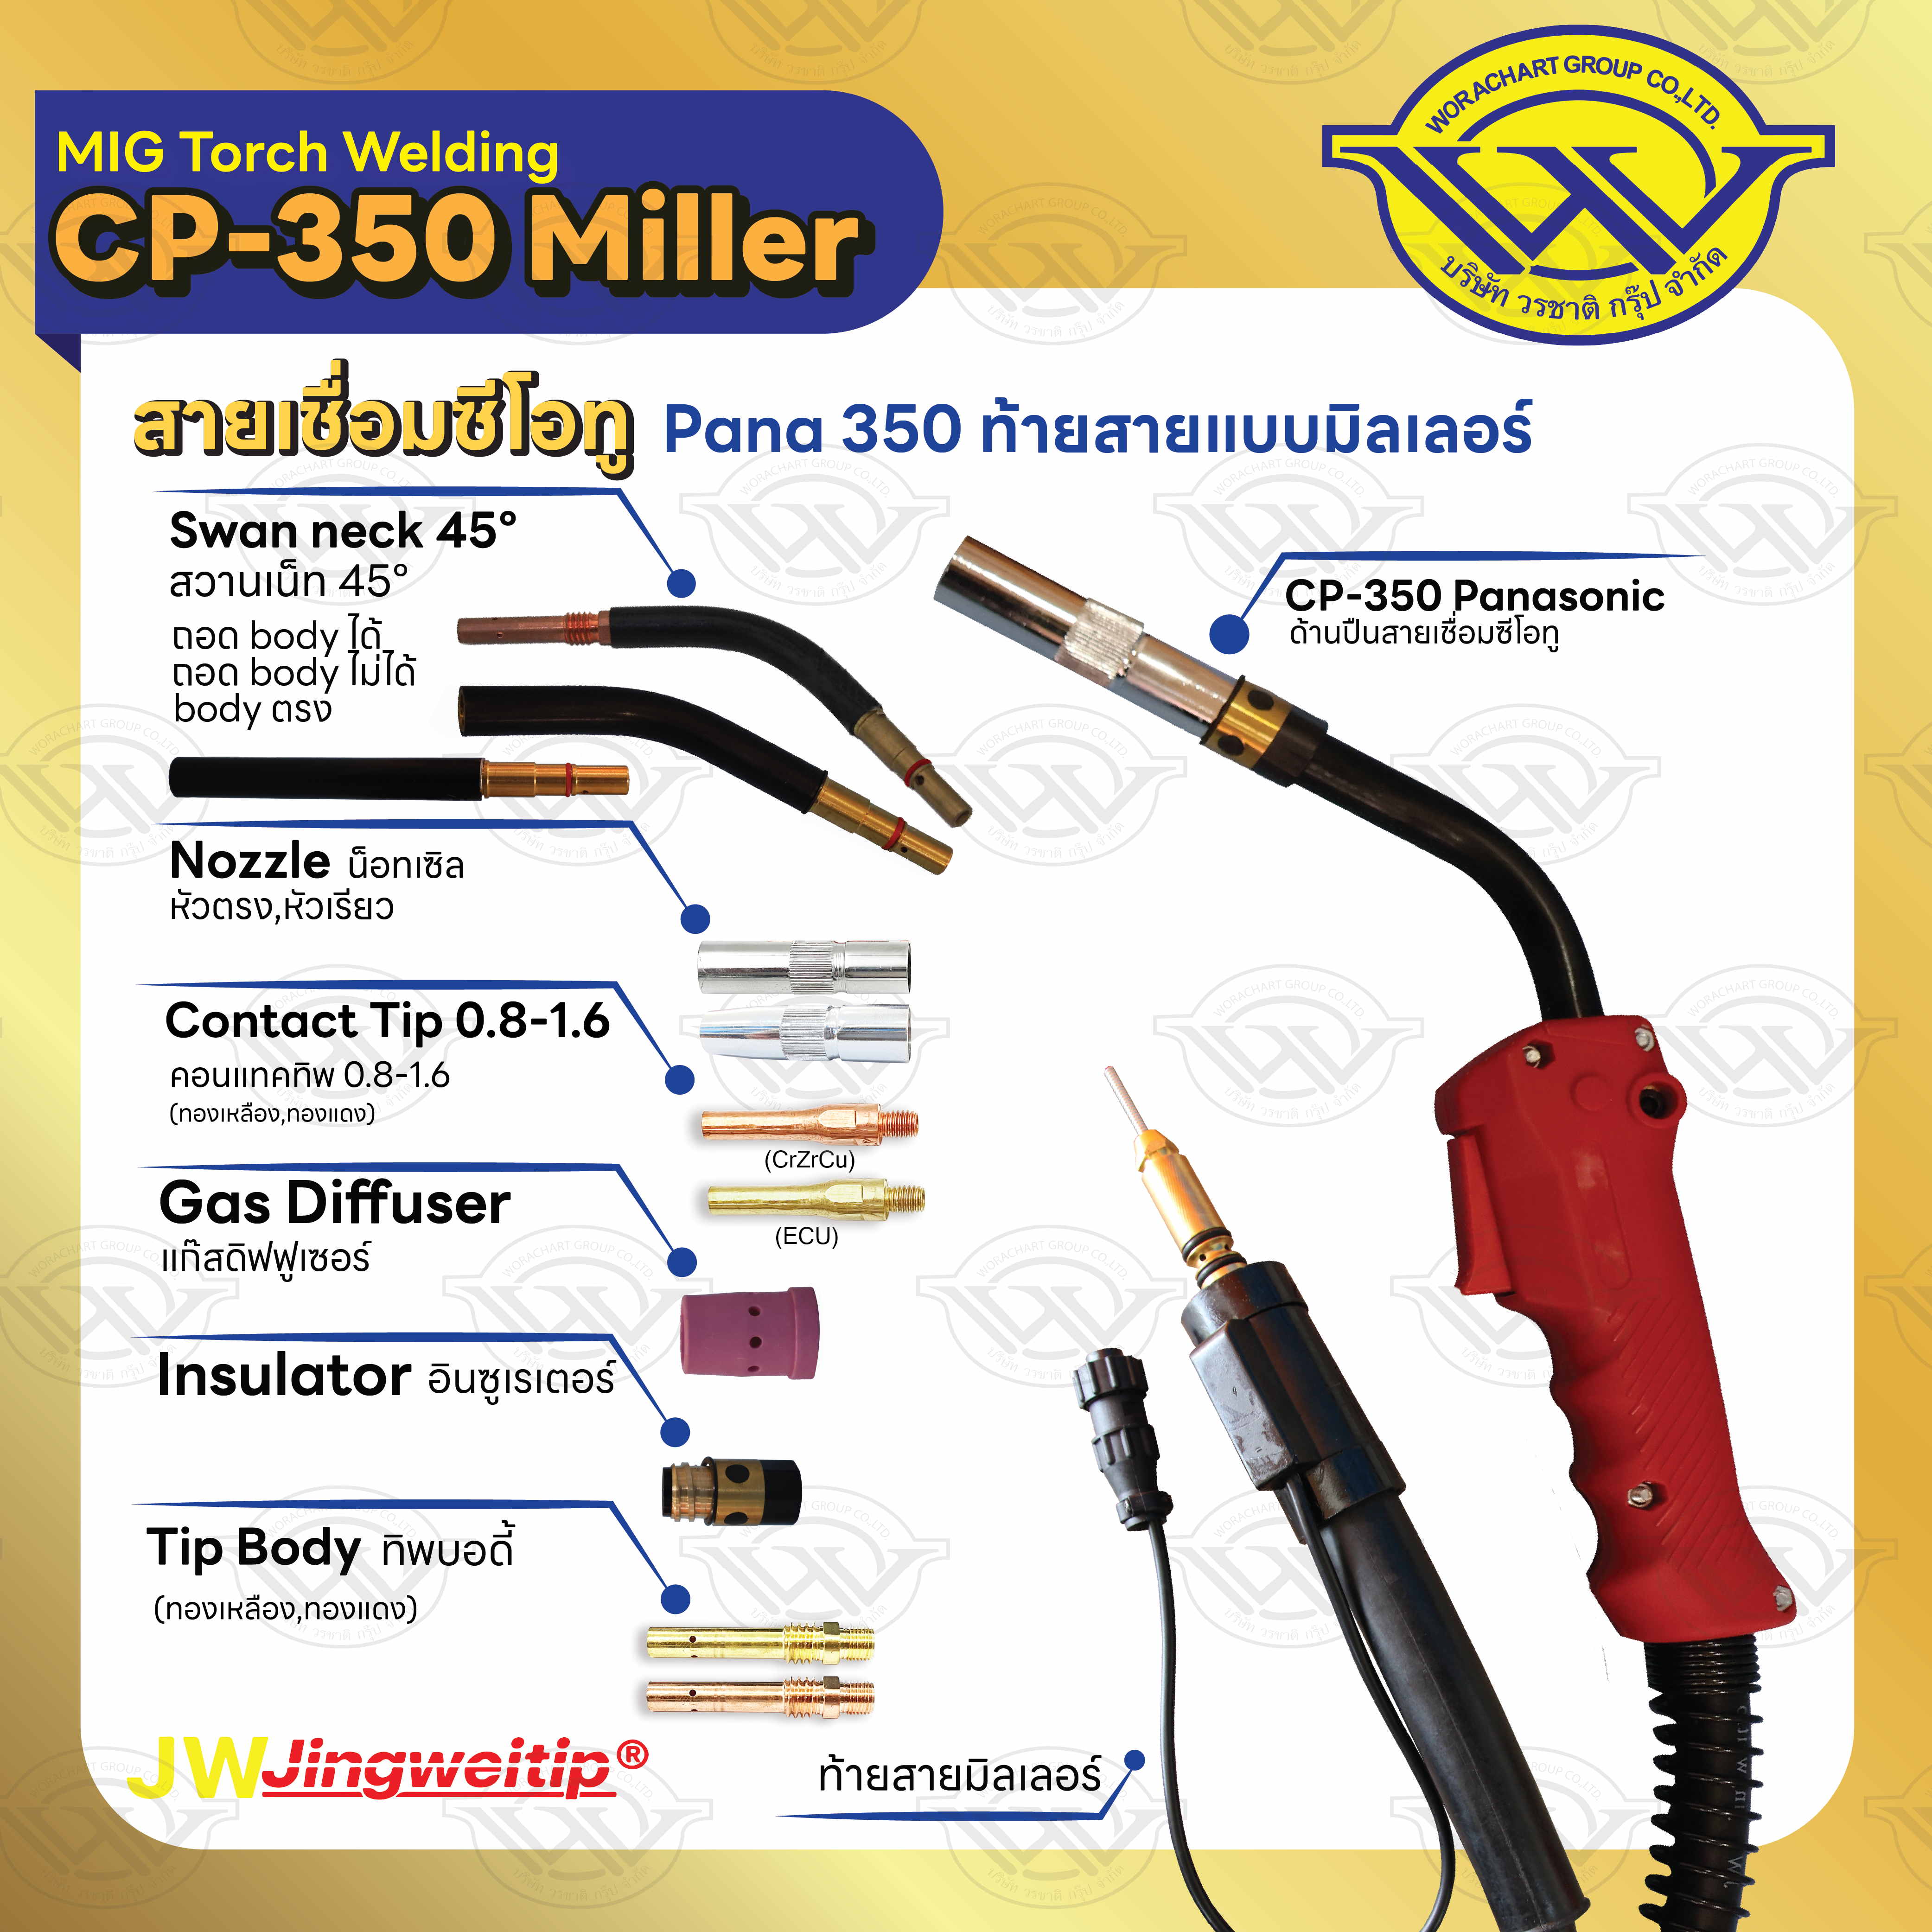 WORACHART GROUP CO.,LTD.
บริษัท วรชาติ กรุ๊ป จำกัด
MIG Torch Welding
CP-350 Miller
สายเชื่อมซีโอทู Pana 350 ท้ายสายแบบมิลเลอร์
Swan neck 45°
สวานเน็ท 45°
ถอด body ได้
ถอด body ไม่ได้
body ตรง
CP-350 Panasonic
ด้านปืนสายเชื่อมซีโอทู
Nozzle น็อทเซิล
หัวตรง,หัวเรียว
Contact Tip 0.8-1.6
คอนแทคทิพ 0.8-1.6
(ทองเหลือง,ทองแดง)
(CrZrCu)
(ECU)
Gas Diffuser
แก๊สดิฟฟูเซอร์
Insulator อินซูเรเตอร์
Tip Body ทิพบอดี้
(ทองเหลือง,ทองแดง)
JW Jingweitip®
ท้ายสายมิลเลอร์